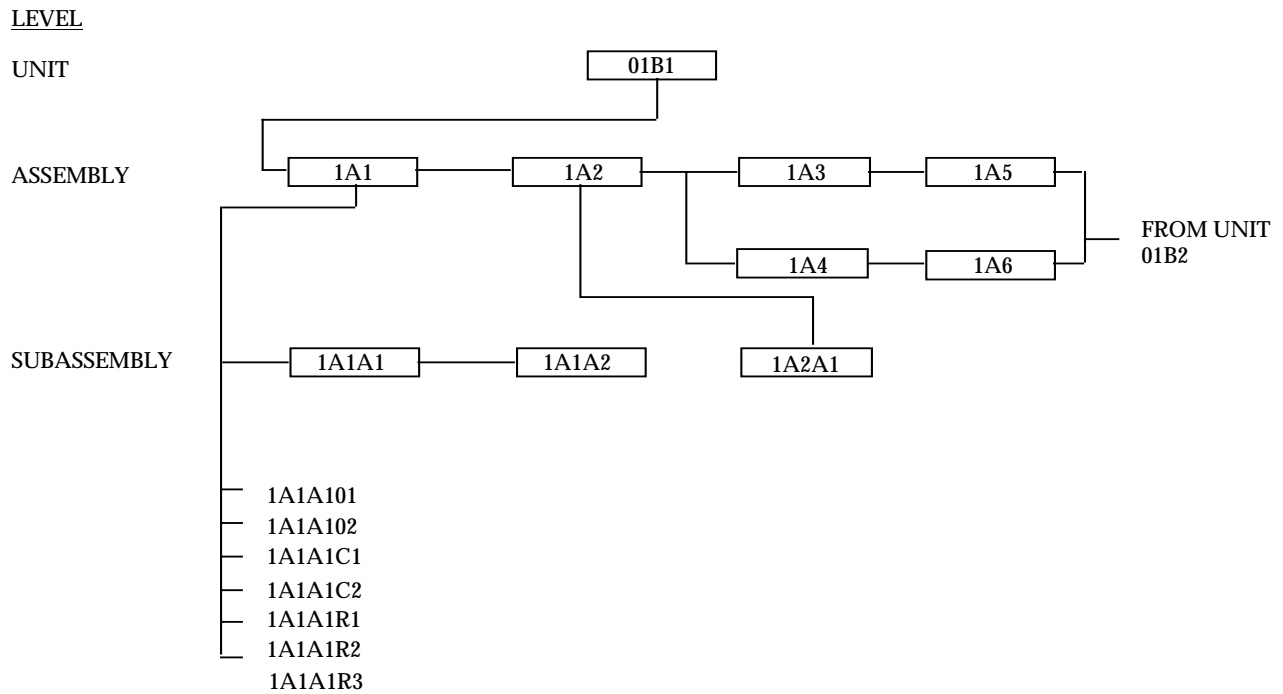 LEVEL
UNIT
01B1
ASSEMBLY
1A1
1A2
1A3
1A5
1A4
1A6
FROM UNIT
01B2
SUBASSEMBLY
1A1A1
1A1A2
1A2A1
1A1A101
1A1A102
1A1A1C1
1A1A1C2
1A1A1R1
1A1A1R2
1A1A1R3